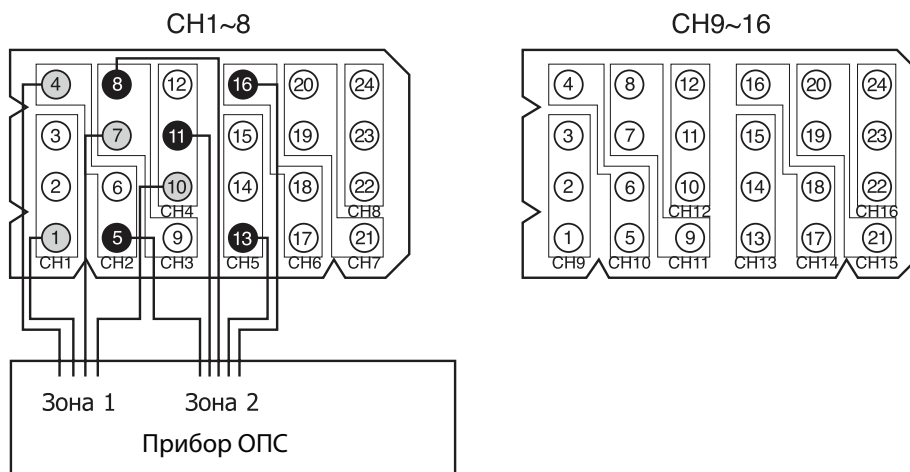 CH1~8 CH9~16
4 8 12 16 20 24 4 8 12 16 20 24
3 7 11 15 19 23 3 7 11 15 19 23
2 6 10 14 18 22 2 6 10 14 18 22
CH4 CH8 CH12 CH16
1 5 9 13 17 21 1 5 9 13 17 21
CH1 CH2 CH3 CH5 CH6 CH7 CH9 CH10 CH11 CH13 CH14 CH15
Зона 1 Зона 2
Прибор ОПС